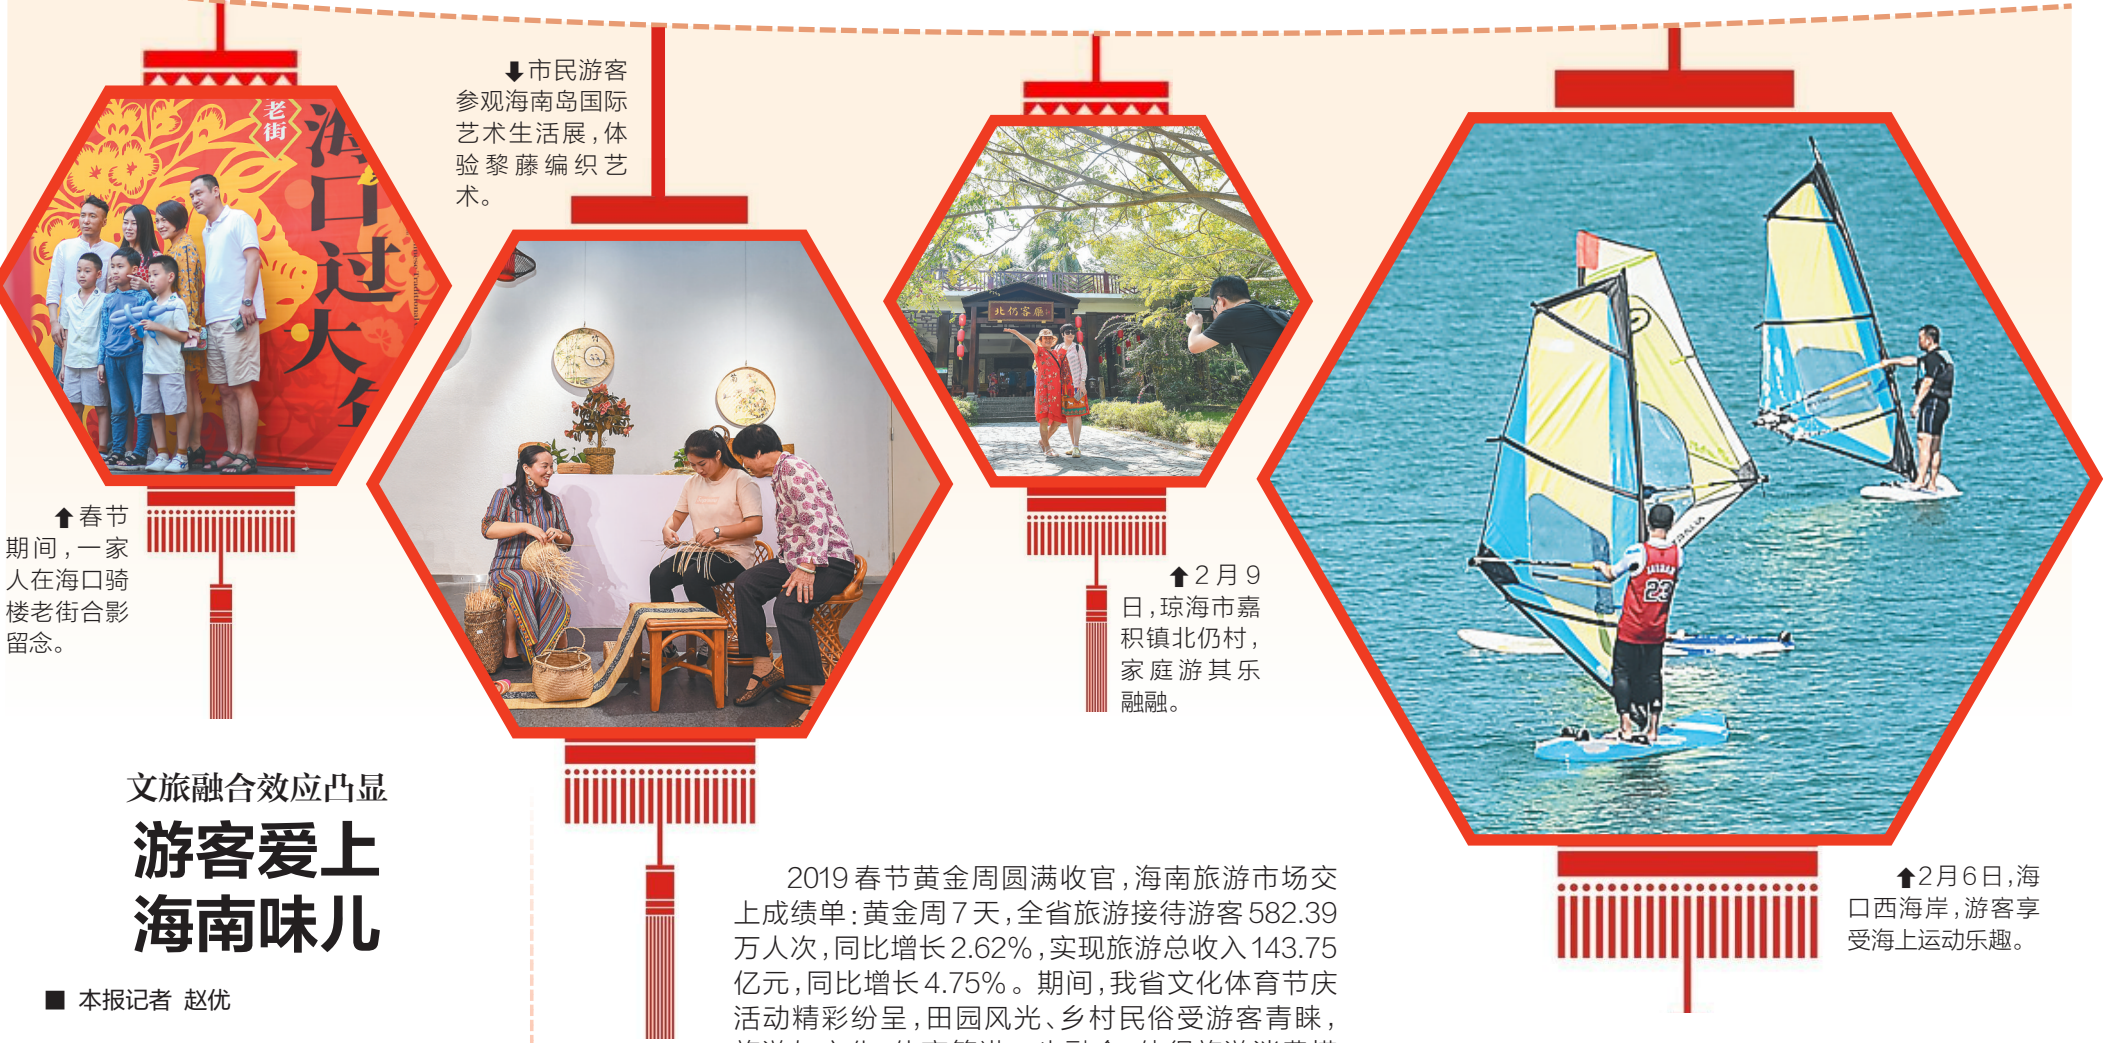 老街
海口过大年
⬇市民游客
参观海南岛国际
艺术生活展,体
验黎藤编织艺
术。
北仍客廳
⬆春节
期间,一家
人在海口骑
楼老街合影
留念。
23
⬆2月9
日,琼海市嘉
积镇北仍村,
家庭游其乐
融融。
文旅融合效应凸显
游客爱上
海南味儿
■ 本报记者 赵优
2019春节黄金周圆满收官,海南旅游市场交
上成绩单:黄金周7天,全省旅游接待游客582.39
万人次,同比增长2.62%,实现旅游总收入143.75
亿元,同比增长4.75%。期间,我省文化体育节庆
活动精彩纷呈,田园风光、乡村民俗受游客青睐,
⬆2月6日,海
口西海岸,游客享
受海上运动乐趣。